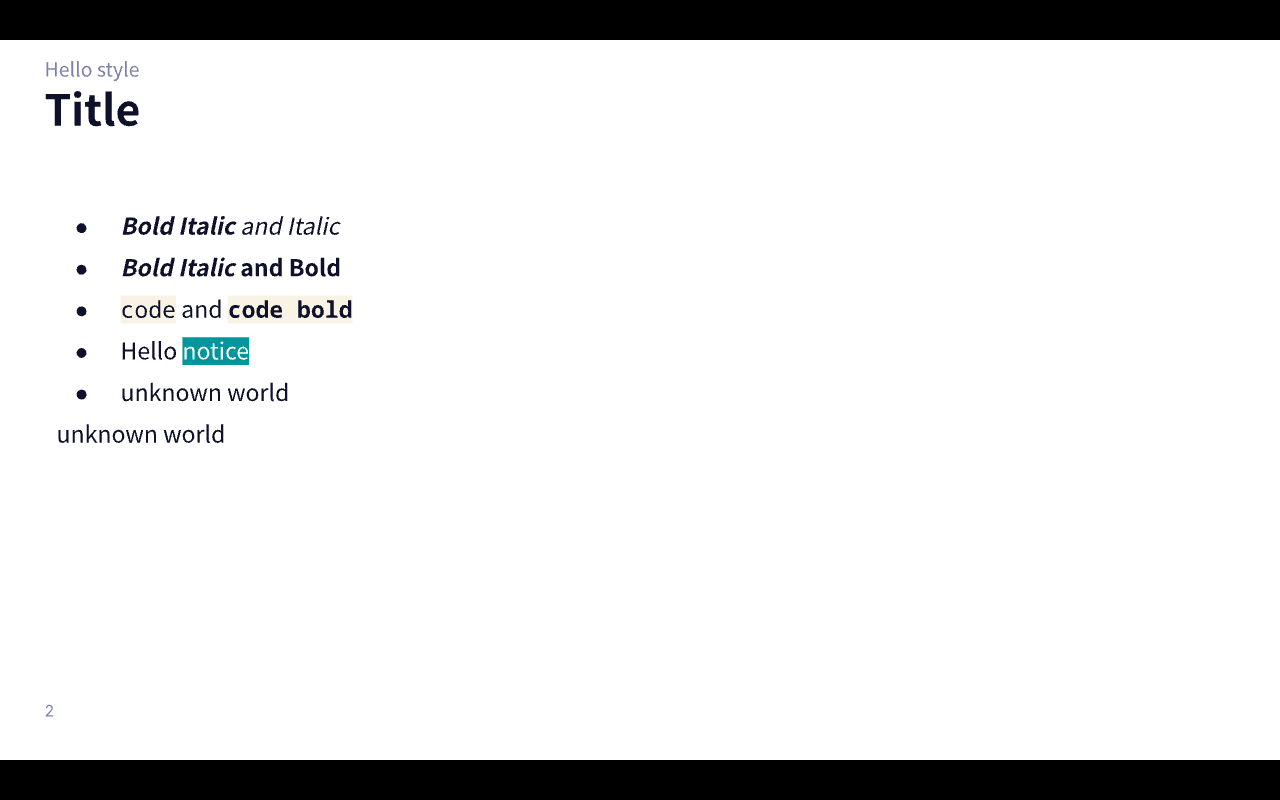 Hello style
Title
● Bold Italic and Italic
● Bold Italic and Bold
● code and code bold
● Hello notice
● unknown world
unknown world
2